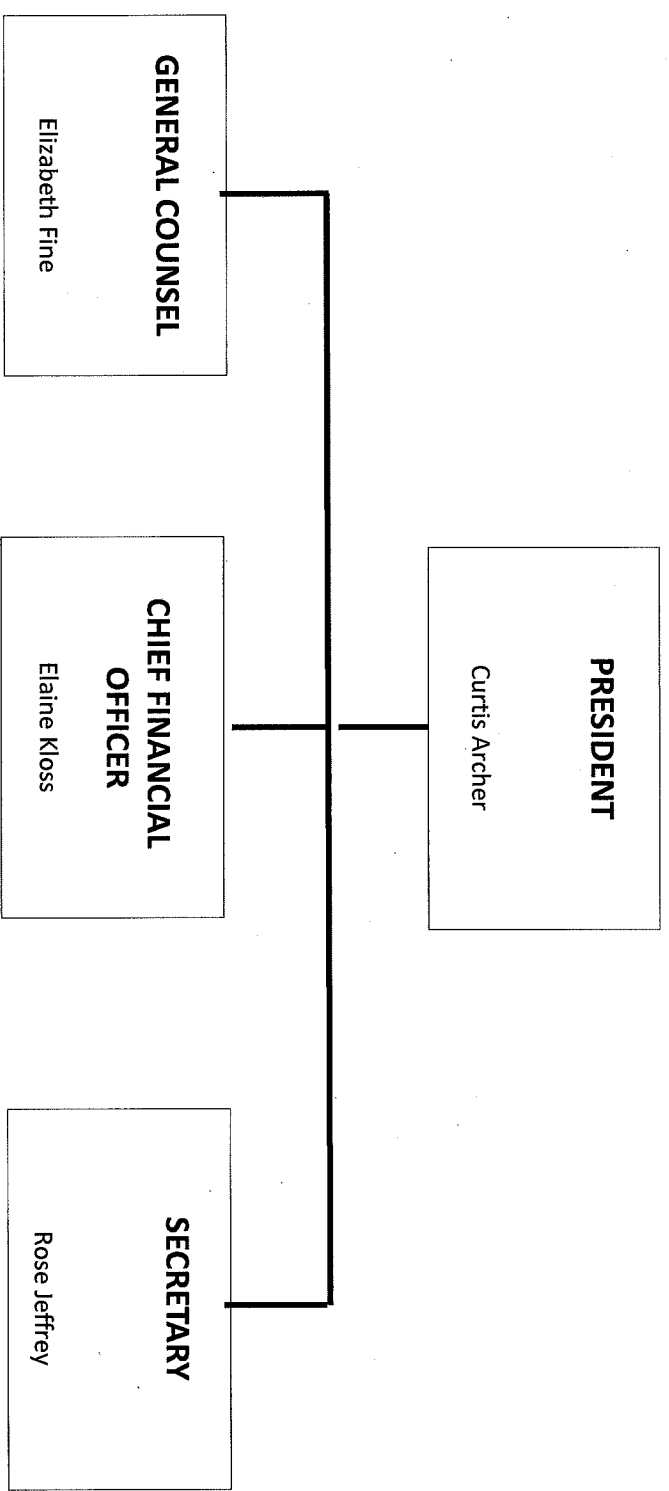 PRESIDENT
Curtis Archer
GENERAL COUNSEL
Elizabeth Fine
CHIEF FINANCIAL
OFFICER
Elaine Kloss
SECRETARY
Rose Jeffrey